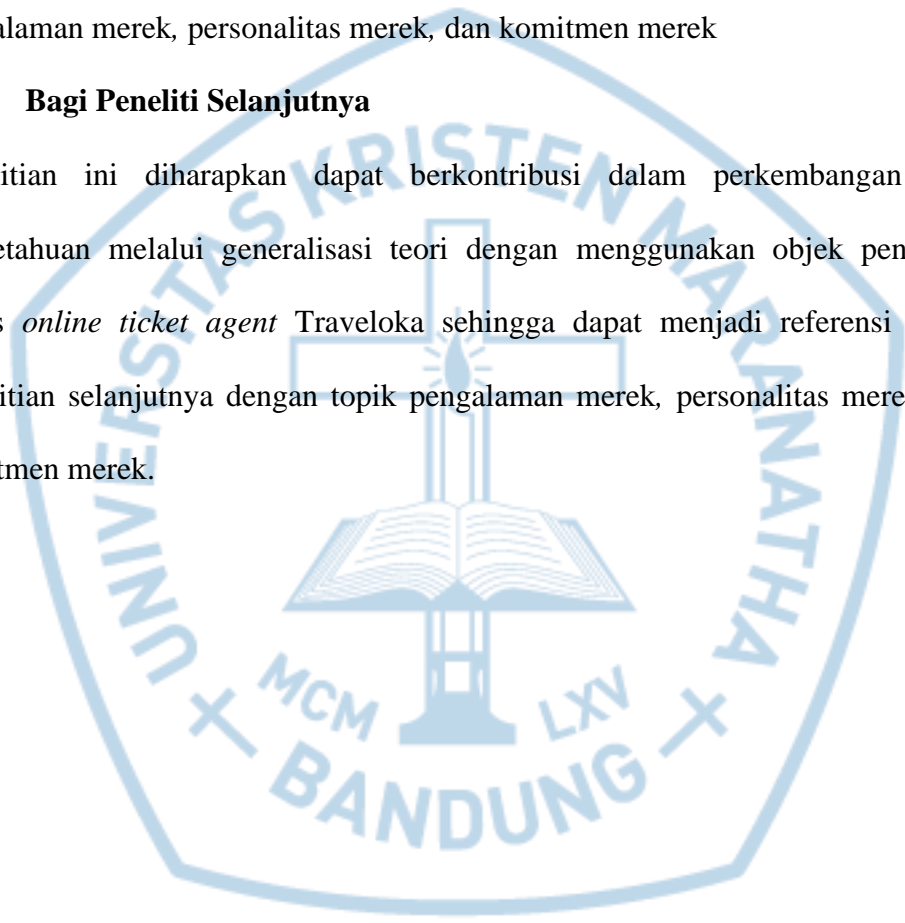 alaman merek, personalitas merek, dan komitmen merek
Bagi Peneliti Selanjutnya
itian ini diharapkan dapat berkontribusi dalam perkembangan
etahuan melalui generalisasi teori dengan menggunakan objek pen
s online ticket agent Traveloka sehingga dapat menjadi referensi
itian selanjutnya dengan topik pengalaman merek, personalitas mere
tmen merek.
UNIVERSITAS KRISTEN MARANATHA
MCM LXV
BANDUNG